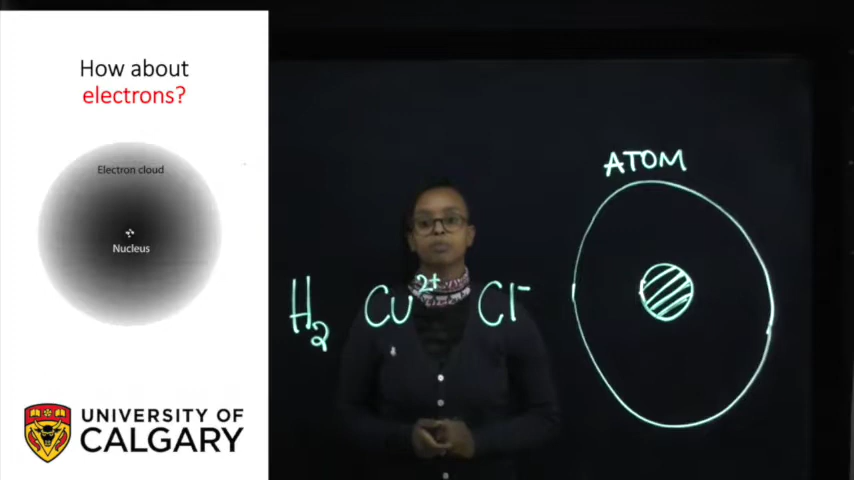 How about
electrons?
Electron cloud
Nucleus
UNIVERSITY OF
CALGARY
ATOM
H₂ Cu²⁺ Cl⁻